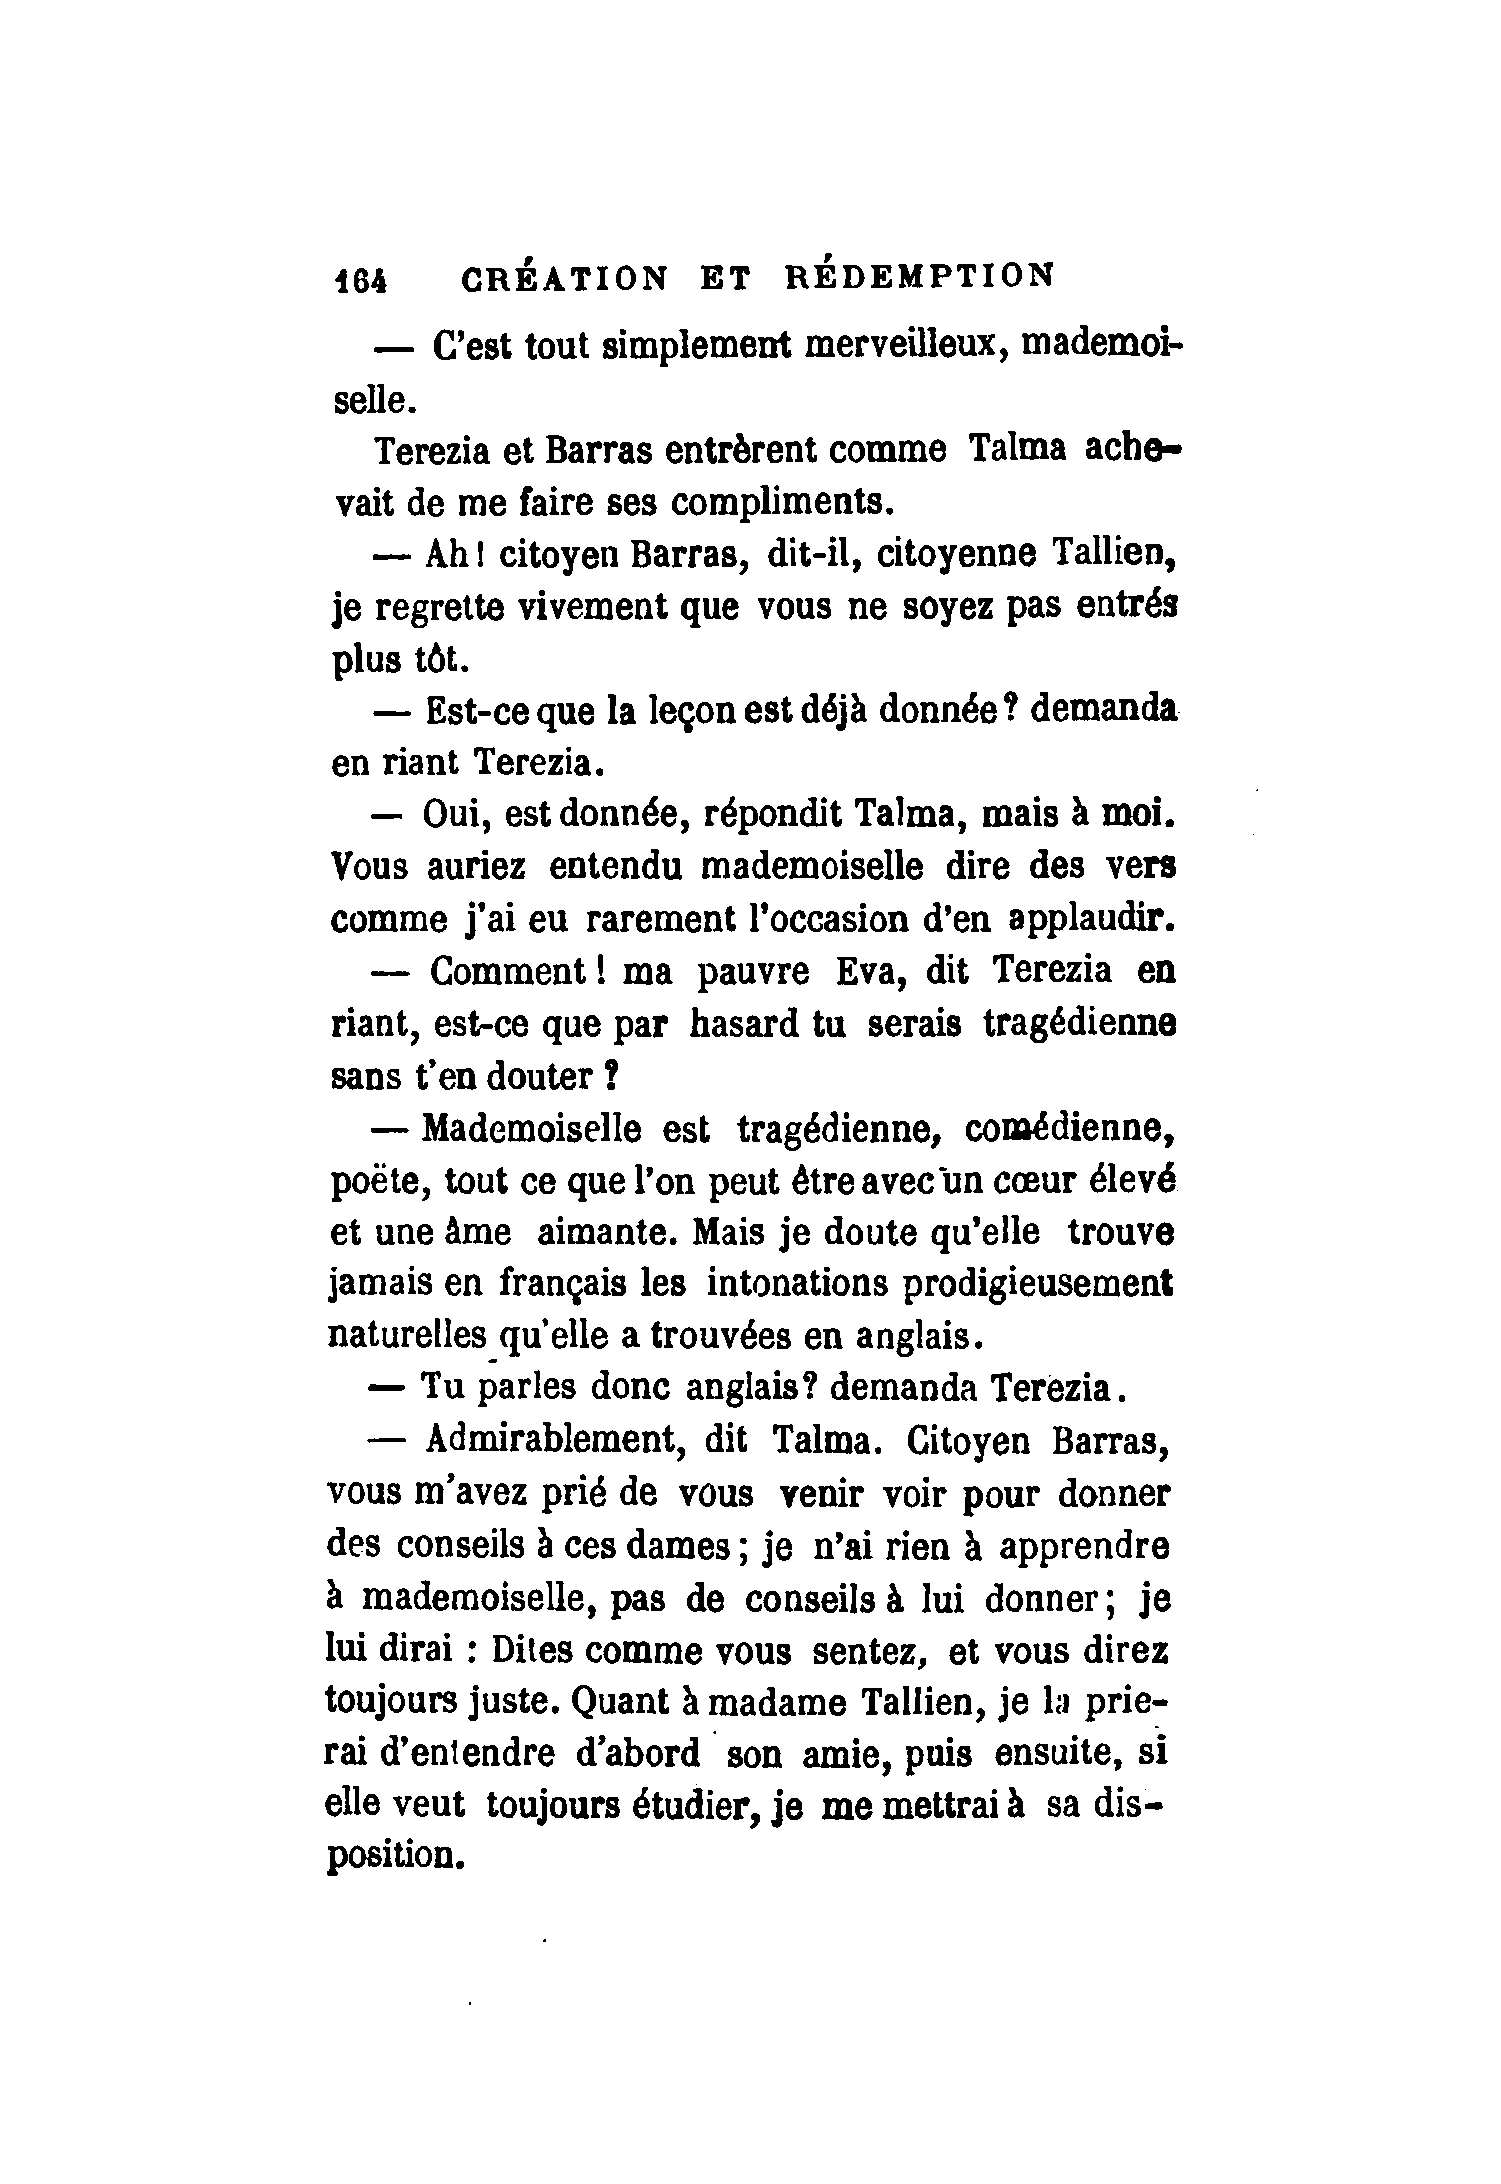 164 CRÉATION ET RÉDEMPTION
— C'est tout simplement merveilleux, mademoi-
selle.
Terezia et Barras entrèrent comme Talma ache-
vait de me faire ses compliments.
— Ah! citoyen Barras, dit-il, citoyenne Tallien,
je regrette vivement que vous ne soyez pas entrés
plus tôt.
— Est-ce que la leçon est déjà donnée? demanda
en riant Terezia.
— Oui, est donnée, répondit Talma, mais à moi.
Vous auriez entendu mademoiselle dire des vers
comme j'ai eu rarement l'occasion d'en applaudir.
— Comment! ma pauvre Eva, dit Terezia en
riant, est-ce que par hasard tu serais tragédienne
sans t'en douter?
— Mademoiselle est tragédienne, comédienne,
poëte, tout ce que l'on peut être avec un cœur élevé
et une âme aimante. Mais je doute qu'elle trouve
jamais en français les intonations prodigieusement
naturelles qu'elle a trouvées en anglais.
— Tu parles donc anglais? demanda Terezia.
— Admirablement, dit Talma. Citoyen Barras,
vous m'avez prié de vous venir voir pour donner
des conseils à ces dames; je n'ai rien à apprendre
à mademoiselle, pas de conseils à lui donner; je
lui dirai : Dites comme vous sentez, et vous direz
toujours juste. Quant à madame Tallien, je la prie-
rai d'entendre d'abord son amie, puis ensuite, si
elle veut toujours étudier, je me mettrai à sa dis-
position.